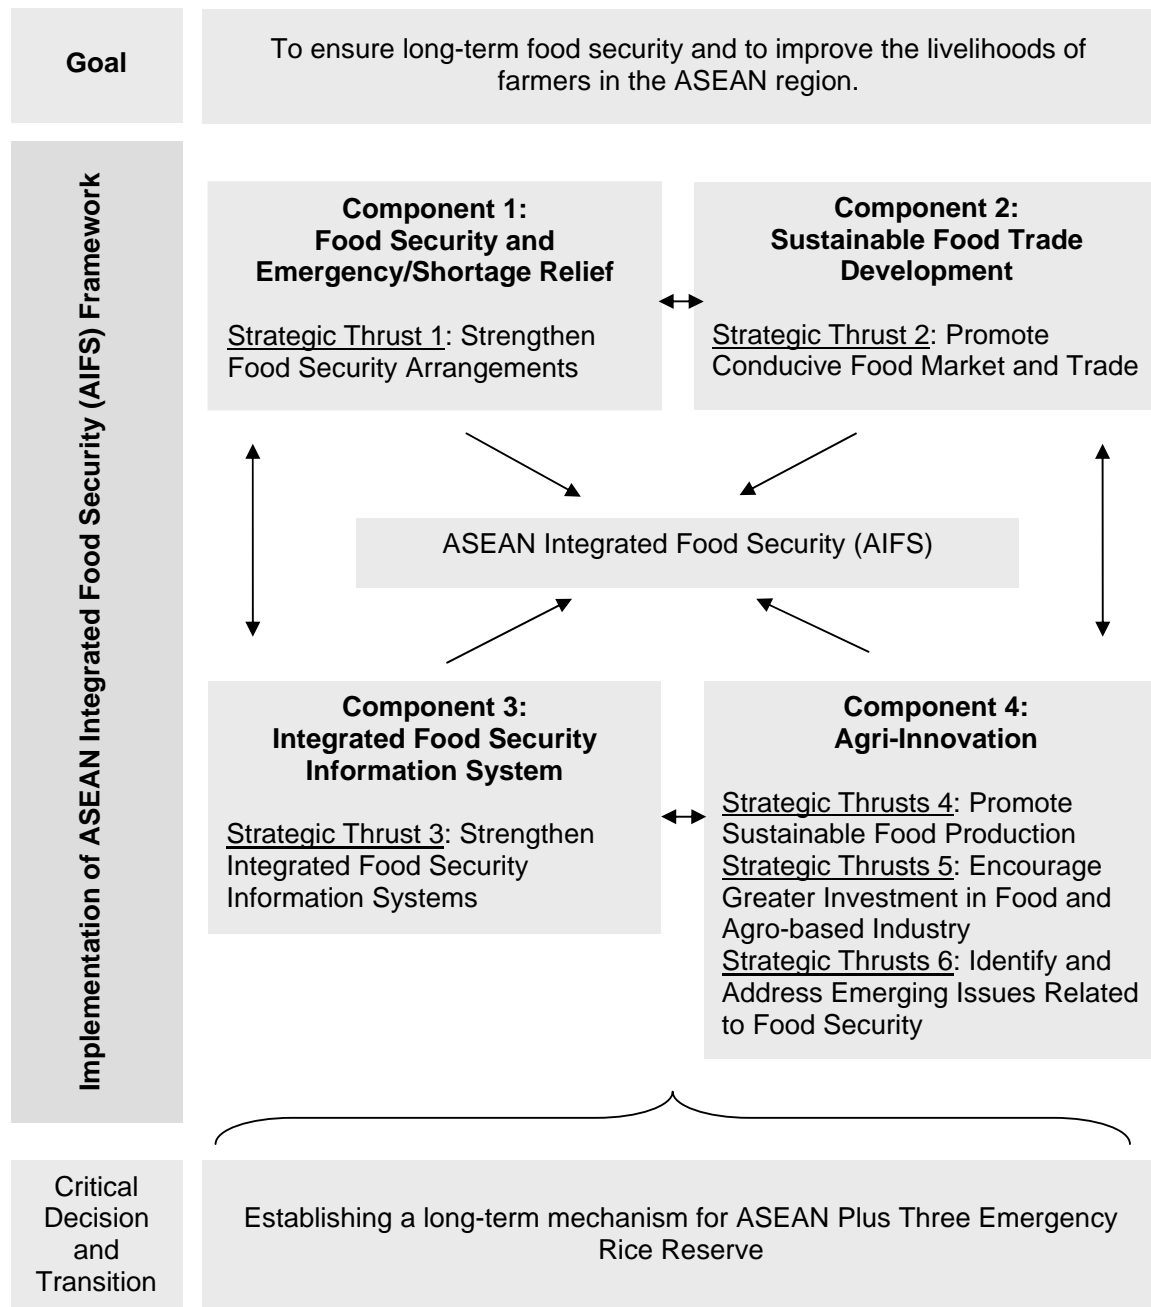 Goal
To ensure long-term food security and to improve the livelihoods of
farmers in the ASEAN region.
Implementation of ASEAN Integrated Food Security (AIFS) Framework
Component 1:
Food Security and
Emergency/Shortage Relief
Strategic Thrust 1: Strengthen
Food Security Arrangements
Component 2:
Sustainable Food Trade
Development
Strategic Thrust 2: Promote
Conducive Food Market and Trade
ASEAN Integrated Food Security (AIFS)
Component 3:
Integrated Food Security
Information System
Strategic Thrust 3: Strengthen
Integrated Food Security
Information Systems
Component 4:
Agri-Innovation
Strategic Thrusts 4: Promote
Sustainable Food Production
Strategic Thrusts 5: Encourage
Greater Investment in Food and
Agro-based Industry
Strategic Thrusts 6: Identify and
Address Emerging Issues Related
to Food Security
Critical
Decision
and
Transition
Establishing a long-term mechanism for ASEAN Plus Three Emergency
Rice Reserve